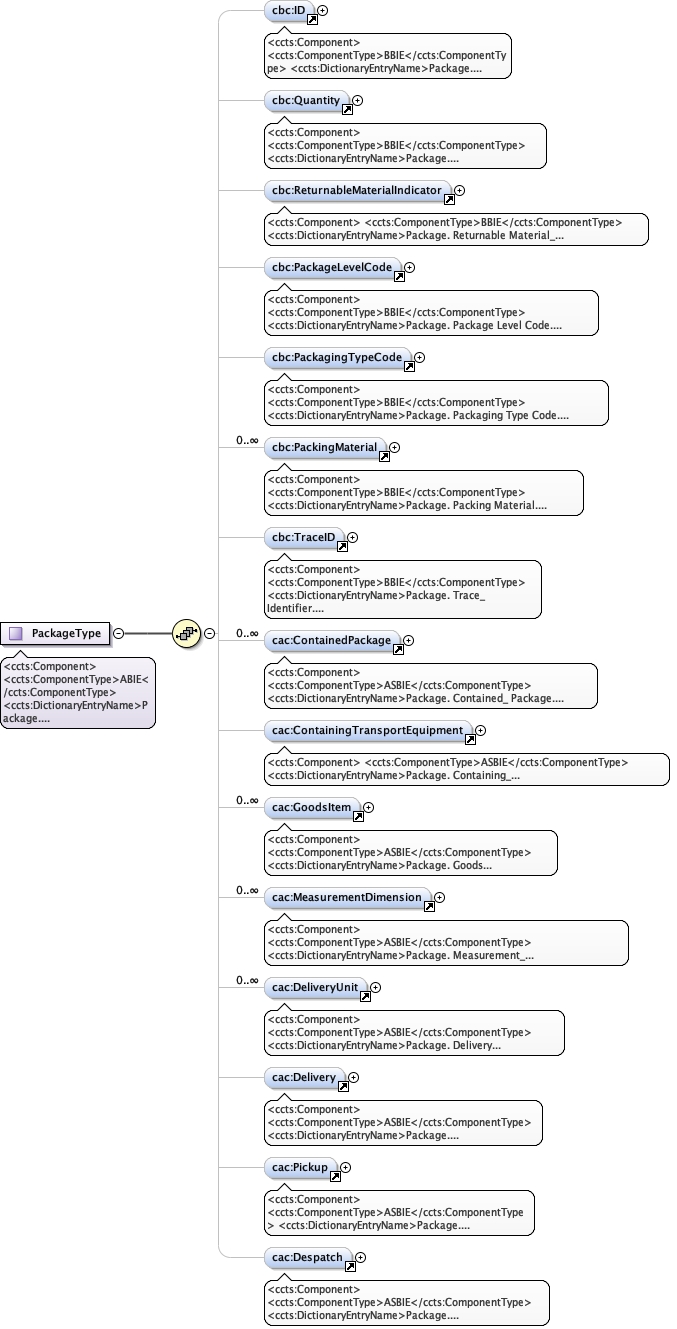 cbc:ID
<ccts:Component>
<ccts:ComponentType>BBIE</ccts:ComponentTy
pe> <ccts:DictionaryEntryName>Package....
cbc:Quantity
<ccts:Component>
<ccts:ComponentType>BBIE</ccts:ComponentType>
<ccts:DictionaryEntryName>Package....
cbc:ReturnableMaterialIndicator
<ccts:Component> <ccts:ComponentType>BBIE</ccts:ComponentType>
<ccts:DictionaryEntryName>Package. Returnable Material_...
cbc:PackageLevelCode
<ccts:Component>
<ccts:ComponentType>BBIE</ccts:ComponentType>
<ccts:DictionaryEntryName>Package. Package Level Code....
cbc:PackagingTypeCode
<ccts:Component>
<ccts:ComponentType>BBIE</ccts:ComponentType>
<ccts:DictionaryEntryName>Package. Packaging Type Code....
0..∞
cbc:PackingMaterial
<ccts:Component>
<ccts:ComponentType>BBIE</ccts:ComponentType>
<ccts:DictionaryEntryName>Package. Packing Material....
cbc:TraceID
<ccts:Component>
<ccts:ComponentType>BBIE</ccts:ComponentType>
<ccts:DictionaryEntryName>Package. Trace_
Identifier....
PackageType
<ccts:Component>
<ccts:ComponentType>ABIE<
/ccts:ComponentType>
<ccts:DictionaryEntryName>P
ackage....
0..∞
cac:ContainedPackage
<ccts:Component>
<ccts:ComponentType>ASBIE</ccts:ComponentType>
<ccts:DictionaryEntryName>Package. Contained_ Package....
cac:ContainingTransportEquipment
<ccts:Component> <ccts:ComponentType>ASBIE</ccts:ComponentType>
<ccts:DictionaryEntryName>Package. Containing_...
0..∞
cac:GoodsItem
<ccts:Component>
<ccts:ComponentType>ASBIE</ccts:ComponentType>
<ccts:DictionaryEntryName>Package. Goods...
0..∞
cac:MeasurementDimension
<ccts:Component>
<ccts:ComponentType>ASBIE</ccts:ComponentType>
<ccts:DictionaryEntryName>Package. Measurement_...
0..∞
cac:DeliveryUnit
<ccts:Component>
<ccts:ComponentType>ASBIE</ccts:ComponentType>
<ccts:DictionaryEntryName>Package. Delivery...
cac:Delivery
<ccts:Component>
<ccts:ComponentType>ASBIE</ccts:ComponentType>
<ccts:DictionaryEntryName>Package....
cac:Pickup
<ccts:Component>
<ccts:ComponentType>ASBIE</ccts:ComponentType
> <ccts:DictionaryEntryName>Package....
cac:Despatch
<ccts:Component>
<ccts:ComponentType>ASBIE</ccts:ComponentType>
<ccts:DictionaryEntryName>Package....